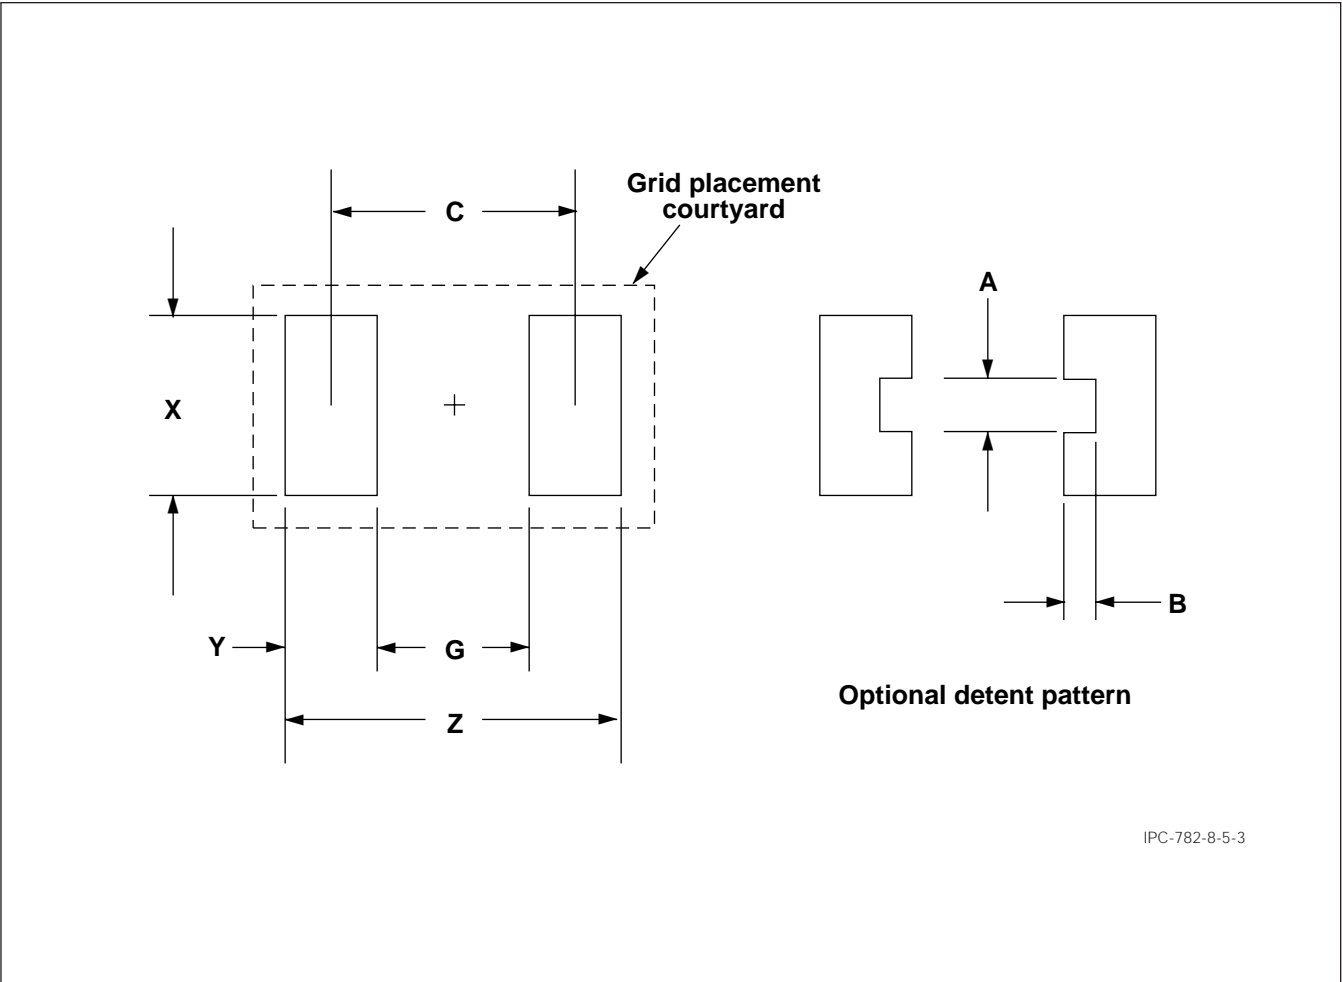 C
Grid placement
courtyard
A
X
B
Y
G
Z
Optional detent pattern
IPC-782-8-5-3